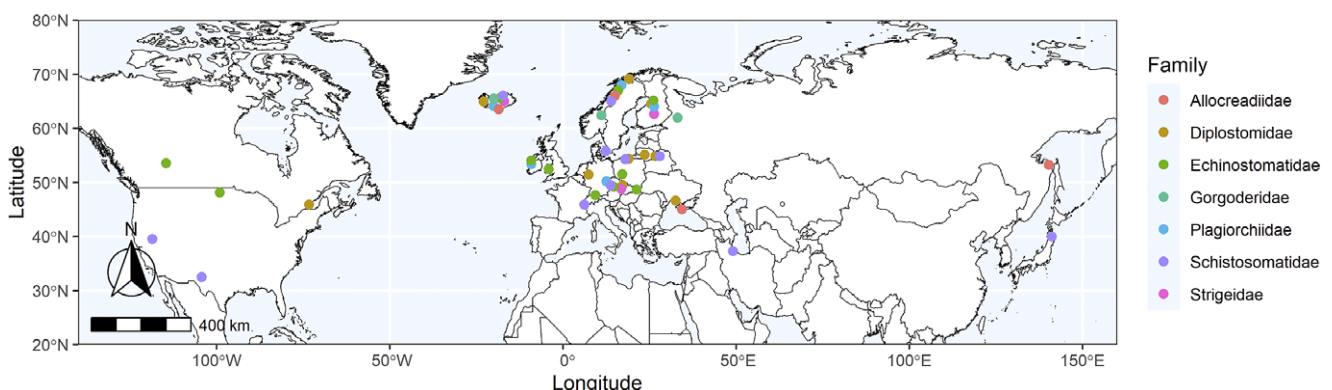 80°N
70°N
60°N
50°N
40°N
30°N
20°N
Latitude
N
400 km
100°W
50°W
0°
50°E
100°E
150°E
Longitude
Family
Allocreadiidae
Diplostomidae
Echinostomatidae
Gorgoderidae
Plagiorchiidae
Schistosomatidae
Strigeidae